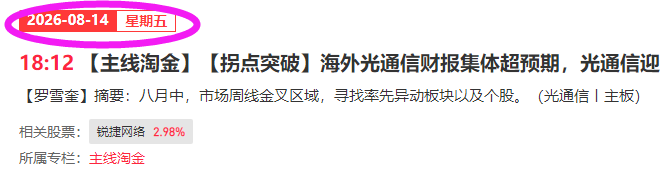 2026-08-14 星期五
18:12 【主线淘金】【拐点突破】海外光通信财报集体超预期，光通信迎
【罗雪奎】摘要：八月中，市场周线金叉区域，寻找率先异动板块以及个股。（光通信丨主板）
相关股票： 锐捷网络 2.98%
所属专栏：主线淘金